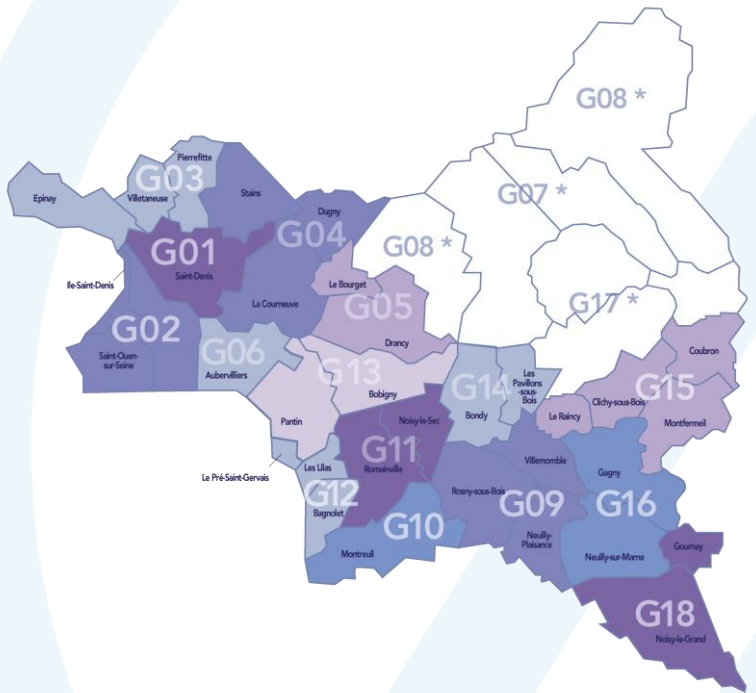 G08 *
Pierrefitte
G03
Epinay
Villetaneuse
Stains
G07 *
Dugny
G04
G08 *
G01
Saint-Denis
Ile-Saint-Denis
Le Bourget
La Courneuve
G05
G17 *
G02
Saint-Ouen-
sur-Seine
G06
Aubervilliers
Drancy
Coubron
G13
Bobigny
G14
Bondy
Les
Pavillons
-sous-
Bois
G15
Clichy-sous-Bois
Le Raincy
Montfermeil
Pantin
Noisy-le-Sec
G11
Romainville
Villemomble
Gagny
Le Pré-Saint-Gervais
Les Lilas
G12
Bagnolet
Rosny-sous-Bois
G09
G16
G10
Montreuil
Neuilly-
Plaisance
Neuilly-sur-Marne
Gournay
G18
Noisy-le-Grand